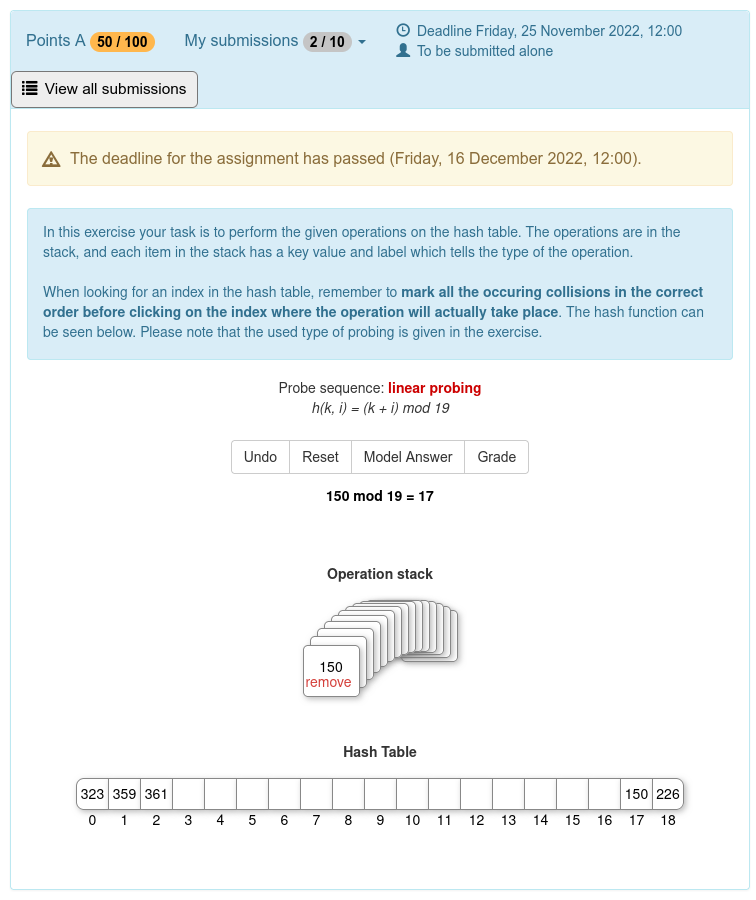 Points A 50 / 100 My submissions 2 / 10
Deadline Friday, 25 November 2022, 12:00
To be submitted alone
View all submissions
The deadline for the assignment has passed (Friday, 16 December 2022, 12:00).
In this exercise your task is to perform the given operations on the hash table. The operations are in the
stack, and each item in the stack has a key value and label which tells the type of the operation.
When looking for an index in the hash table, remember to mark all the occuring collisions in the correct
order before clicking on the index where the operation will actually take place. The hash function can
be seen below. Please note that the used type of probing is given in the exercise.
Probe sequence: linear probing
h(k, i) = (k + i) mod 19
Undo Reset Model Answer Grade
150 mod 19 = 17
Operation stack
150
remove
Hash Table
323 359 361 150 226
0 1 2 3 4 5 6 7 8 9 10 11 12 13 14 15 16 17 18